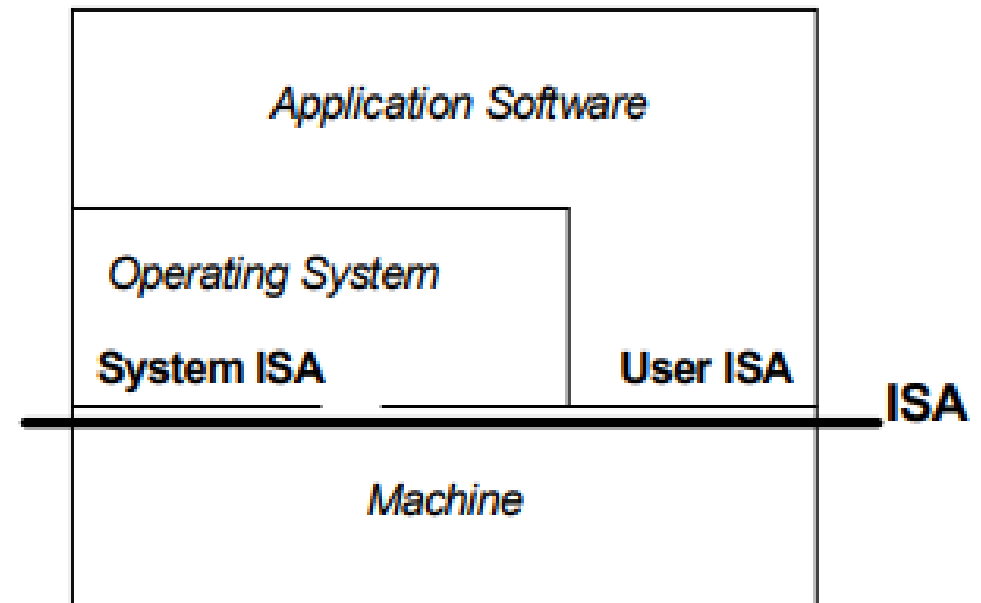 Application Software
Operating System
System ISA
User ISA
ISA
Machine